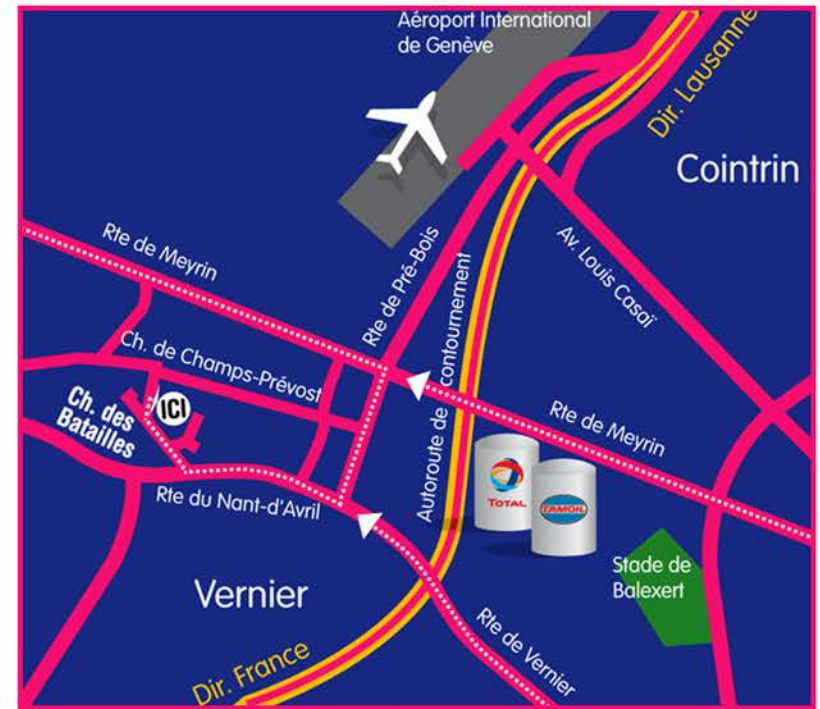 Aéroport International
de Genève
Dir. Lausanne
Cointrin
Rte de Meyrin
Rte de Pré-Bois
Av. Louis Casaï
Autoroute de contournement
Ch. de Champs-Prévost
ICI
Ch. des
Batailles
Rte de Meyrin
TOTAL
TAMOIL
Rte du Nant-d'Avril
Stade de
Balexert
Vernier
Rte de Vernier
Dir. France